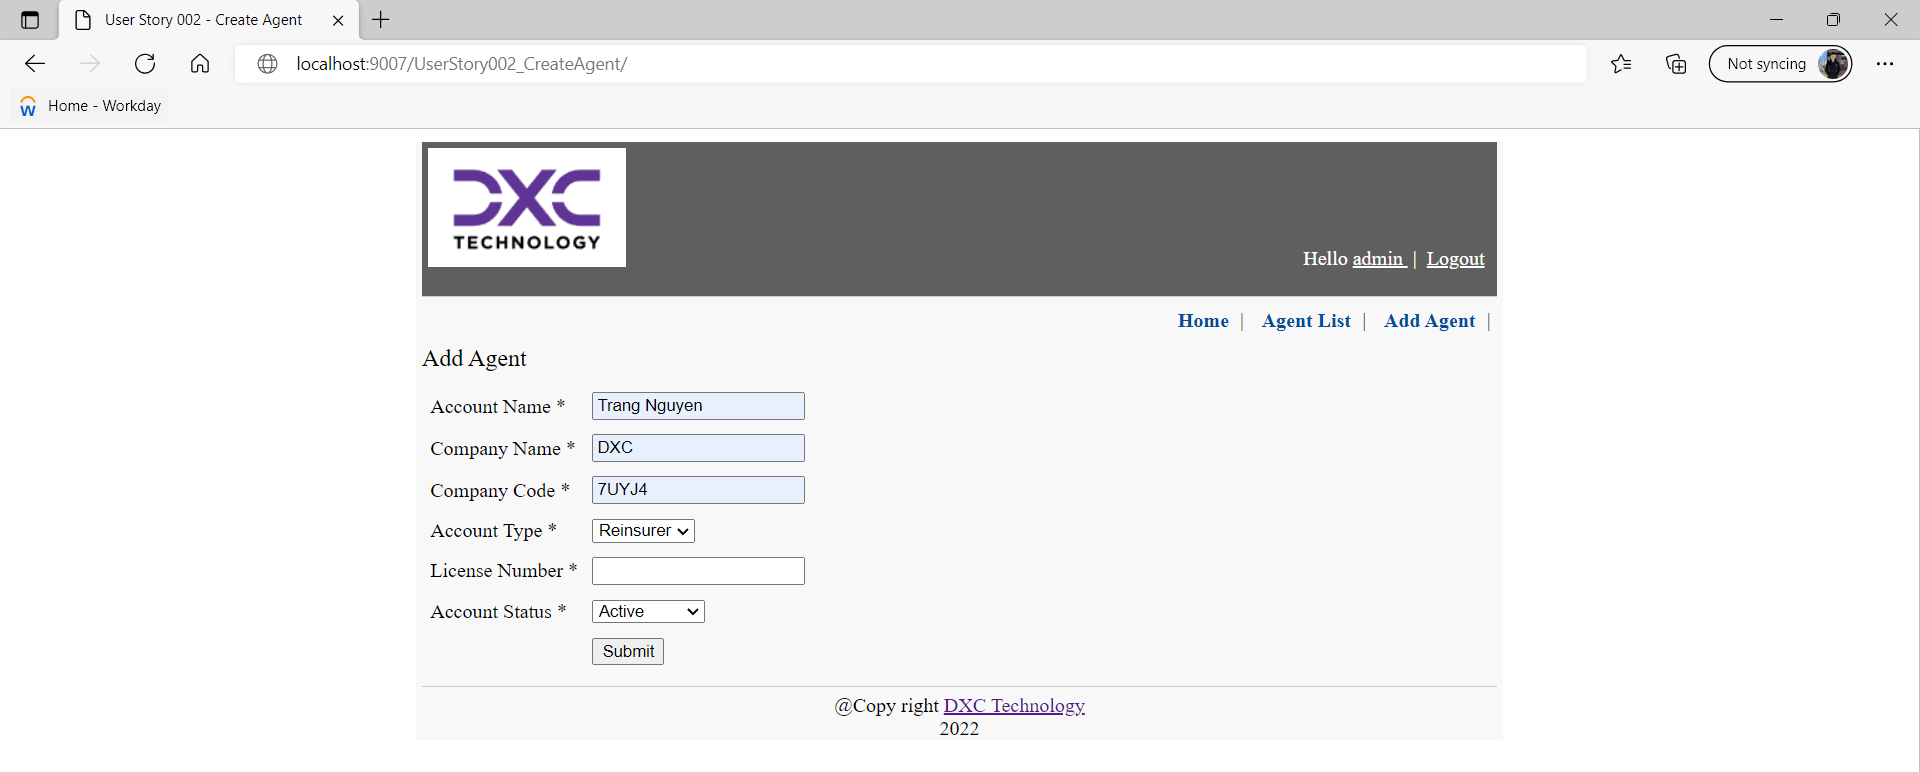 User Story 002 - Create Agent
localhost:9007/UserStory002_CreateAgent/
Not syncing
Home - Workday
DXC
TECHNOLOGY
Hello admin | Logout
Home | Agent List | Add Agent |
Add Agent
Account Name * Trang Nguyen
Company Name * DXC
Company Code * 7UYJ4
Account Type * Reinsurer
License Number *
Account Status * Active
Submit
@Copy right DXC Technology
2022